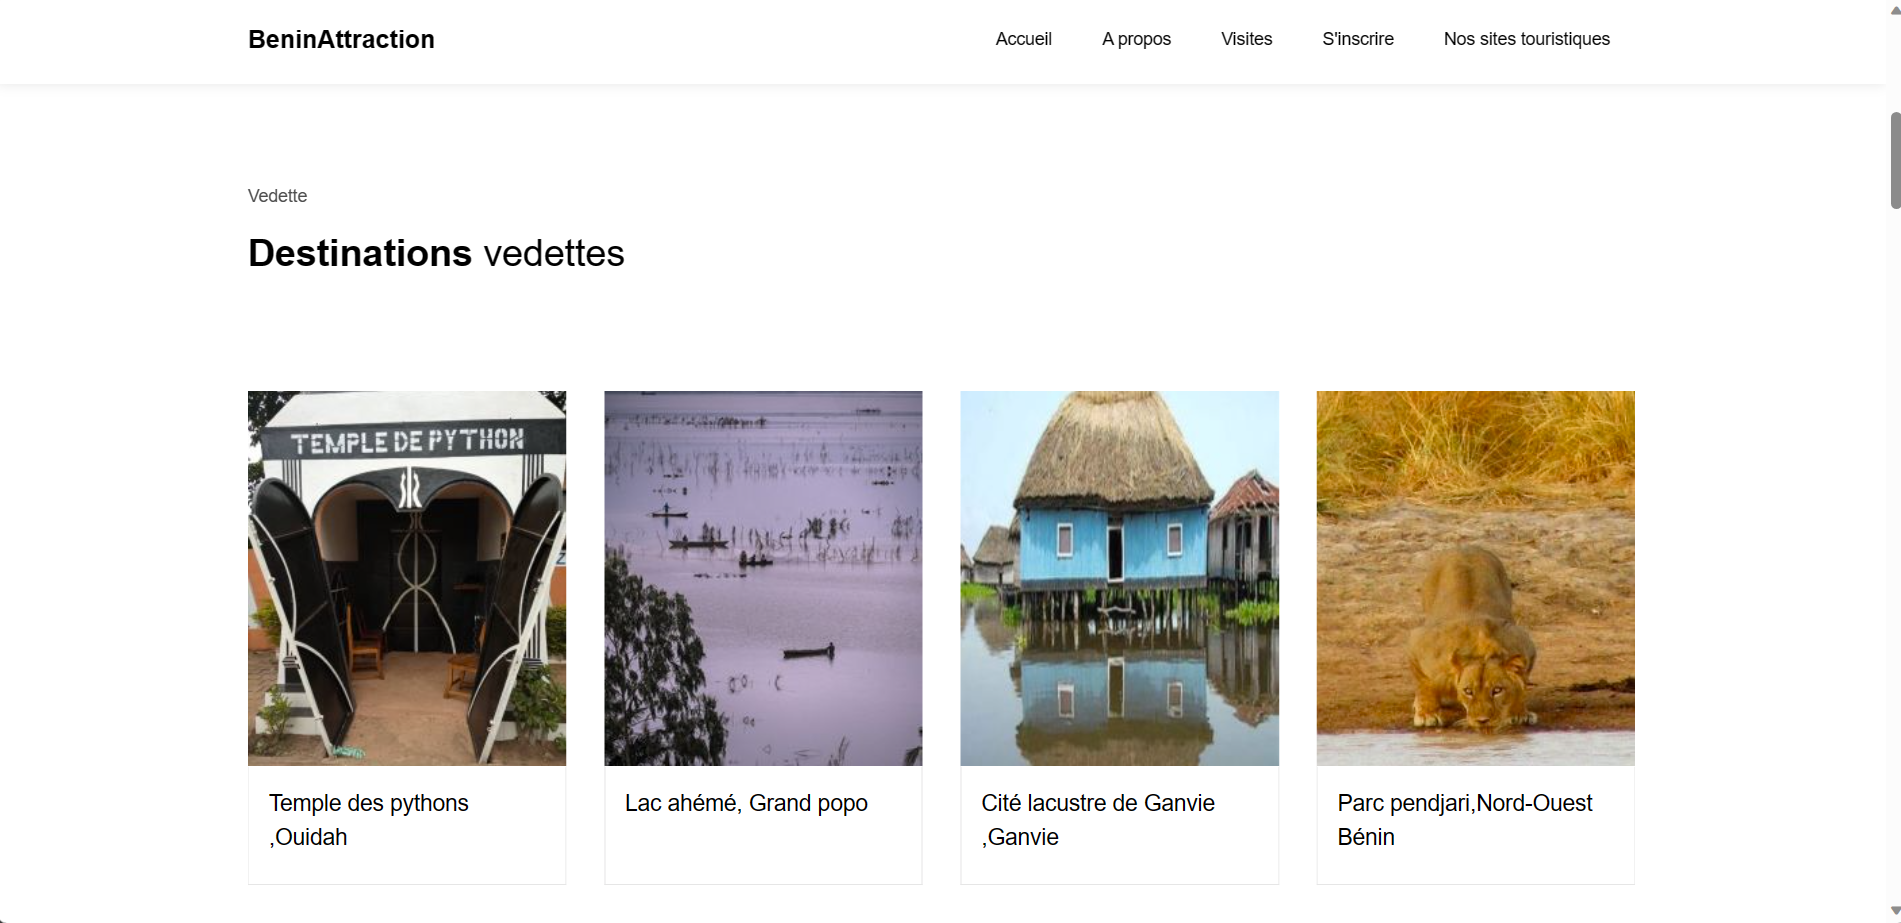 BeninAttraction
Accueil A propos Visites S'inscrire Nos sites touristiques
Vedette
Destinations vedettes
TEMPLE DE PYTHON
Temple des pythons
,Ouidah
Lac ahémé, Grand popo
Cité lacustre de Ganvie
,Ganvie
Parc pendjari,Nord-Ouest
Bénin